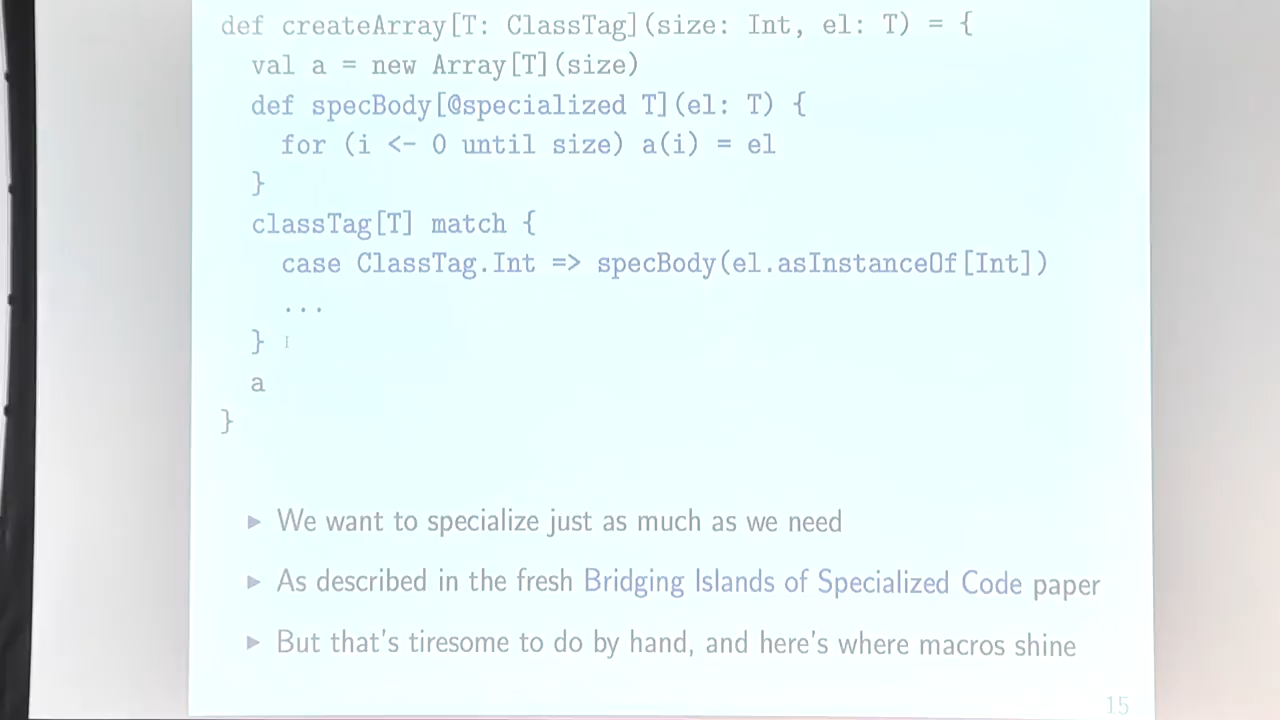 def createArray[T: ClassTag](size: Int, el: T) = {
val a = new Array[T](size)
def specBody[@specialized T](el: T) {
for (i <- 0 until size) a(i) = el
}
classTag[T] match {
case ClassTag.Int => specBody(el.asInstanceOf[Int])
...
}
a
}
▶ We want to specialize just as much as we need
▶ As described in the fresh Bridging Islands of Specialized Code paper
▶ But that's tiresome to do by hand, and here's where macros shine
15